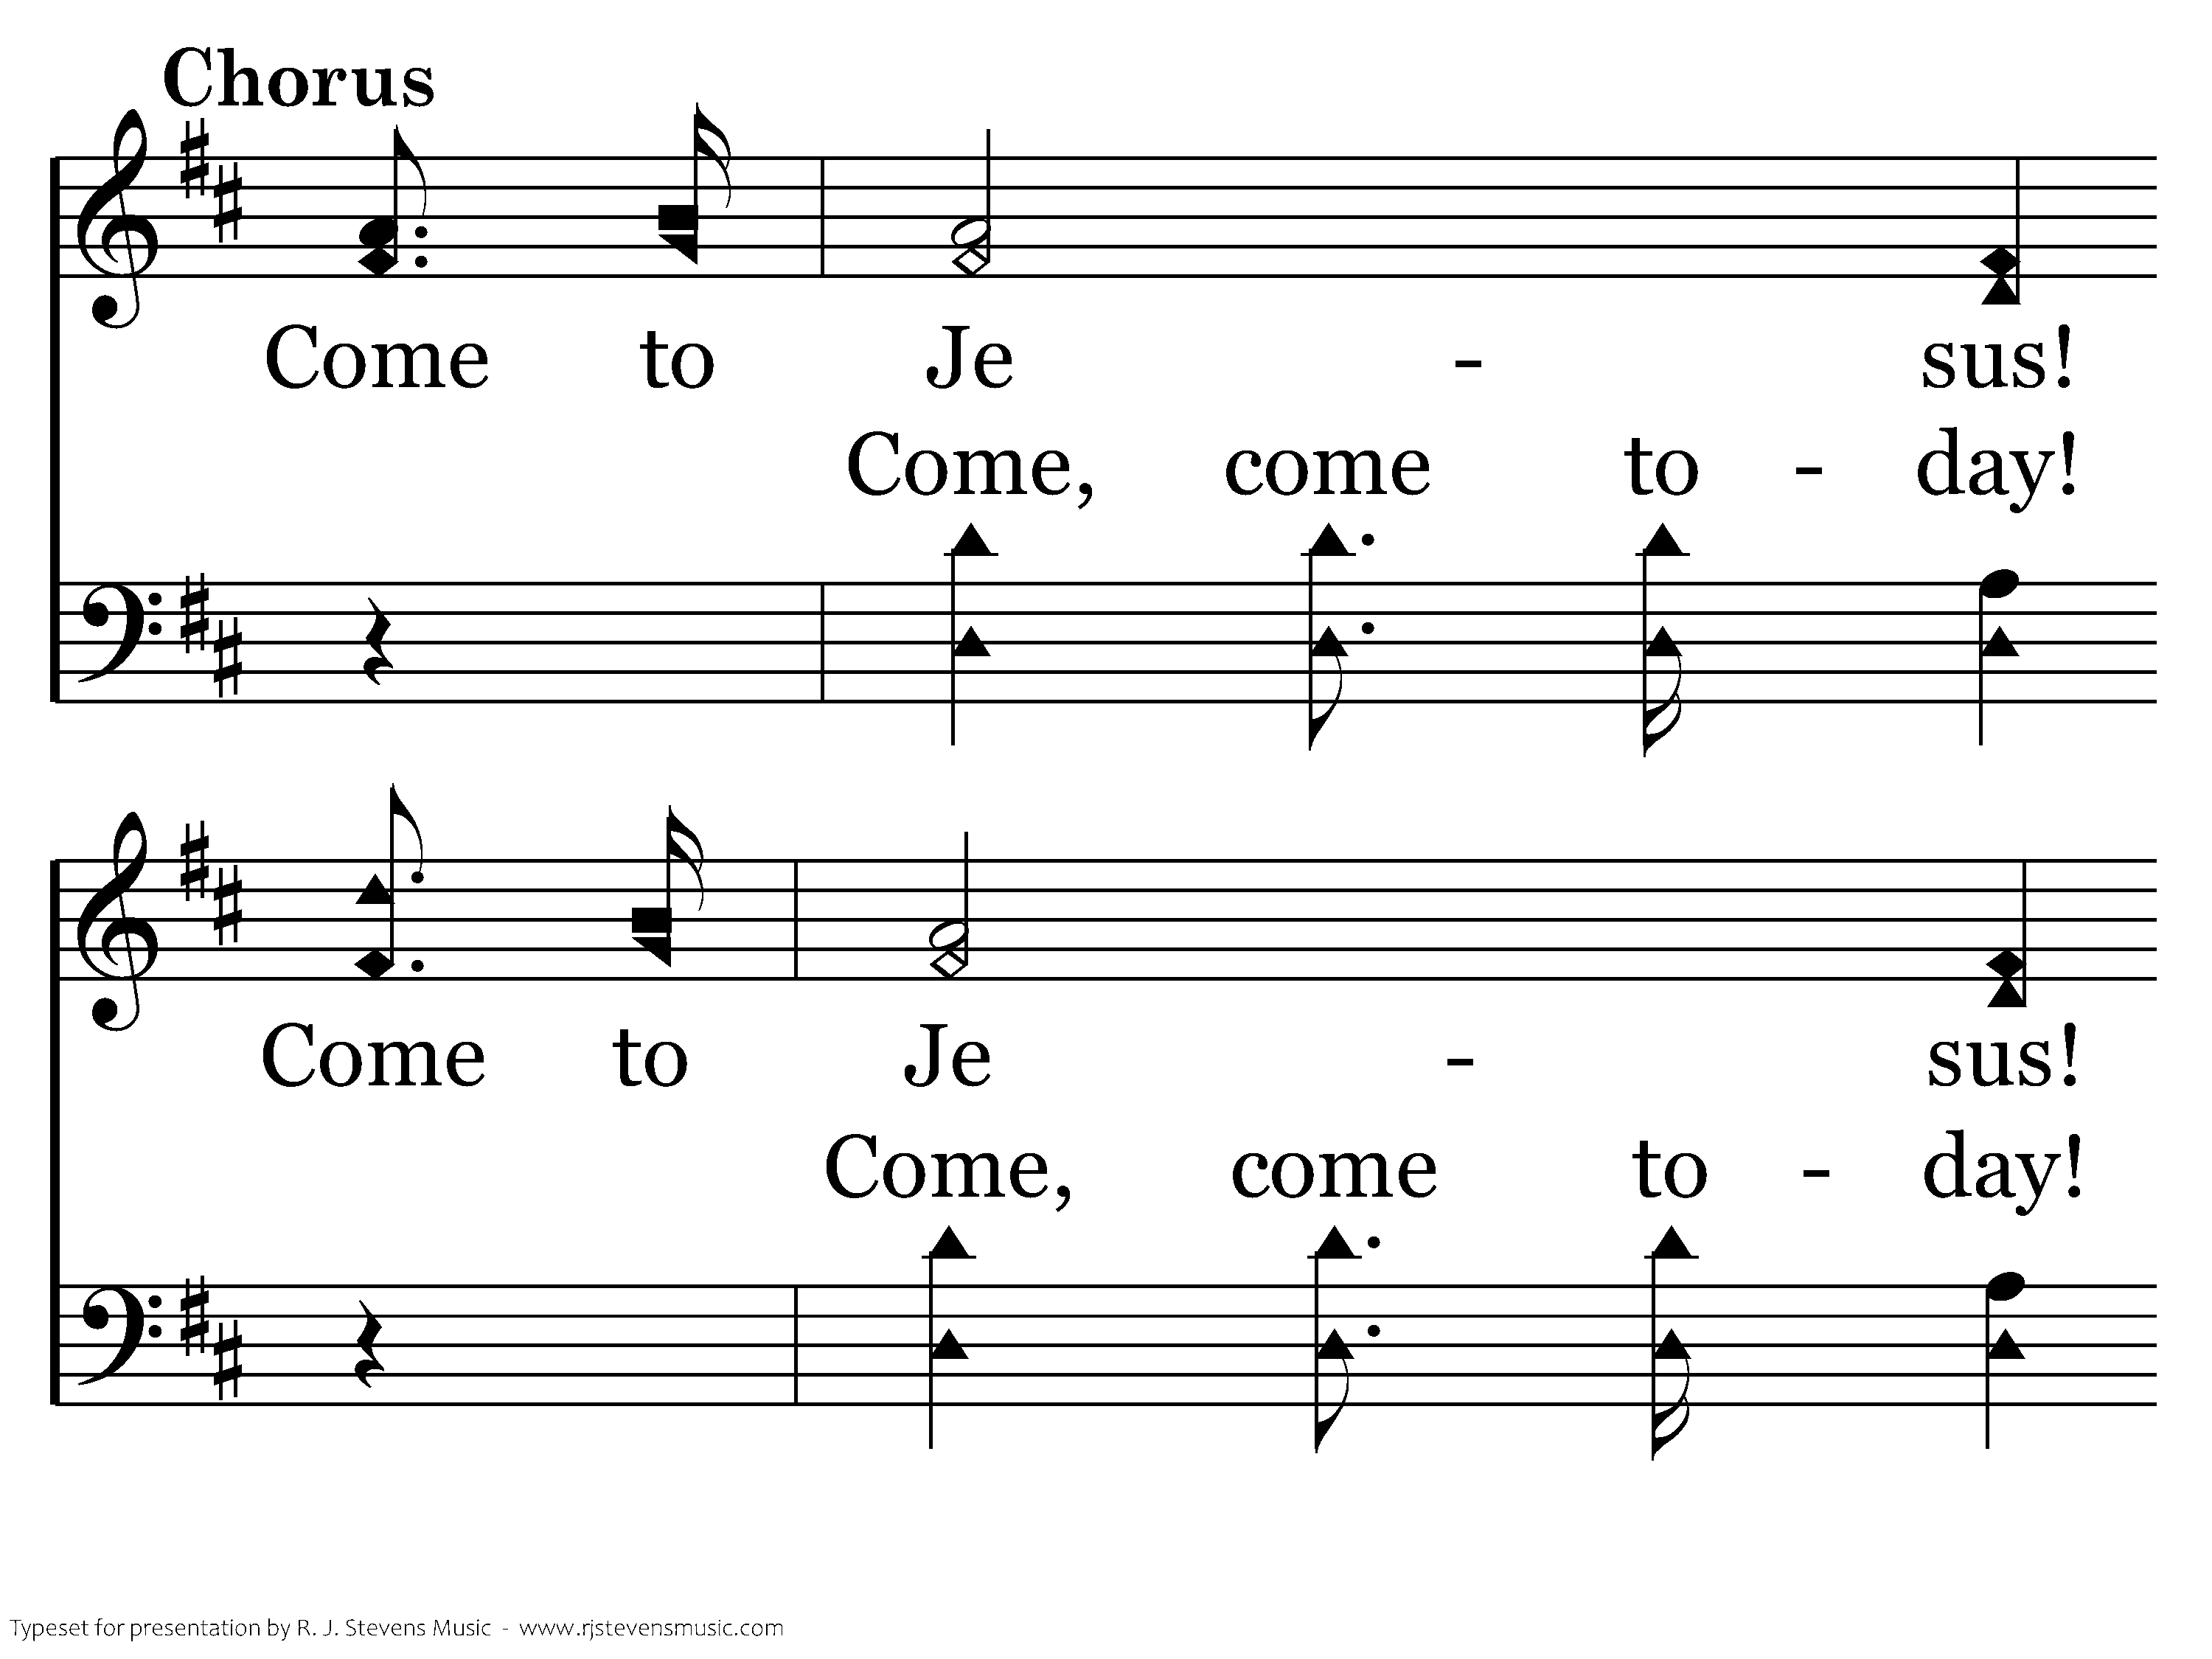 Chorus
Come to Je - sus!
Come, come to - day!
Come to Je - sus!
Come, come to - day!
Typeset for presentation by R. J. Stevens Music - www.rjstevensmusic.com